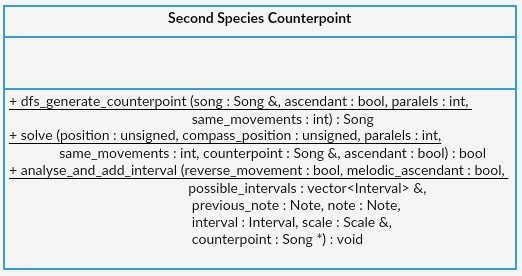 Second Species Counterpoint
+ dfs_generate_counterpoint (song : Song &, ascendant : bool, paralels : int,
same_movements : int) : Song
+ solve (position : unsigned, compass_position : unsigned, paralels : int,
same_movements : int, counterpoint : Song &, ascendant : bool) : bool
+ analyse_and_add_interval (reverse_movement : bool, melodic_ascendant : bool,
possible_intervals : vector<Interval> &,
previous_note : Note, note : Note,
interval : Interval, scale : Scale &,
counterpoint : Song *) : void